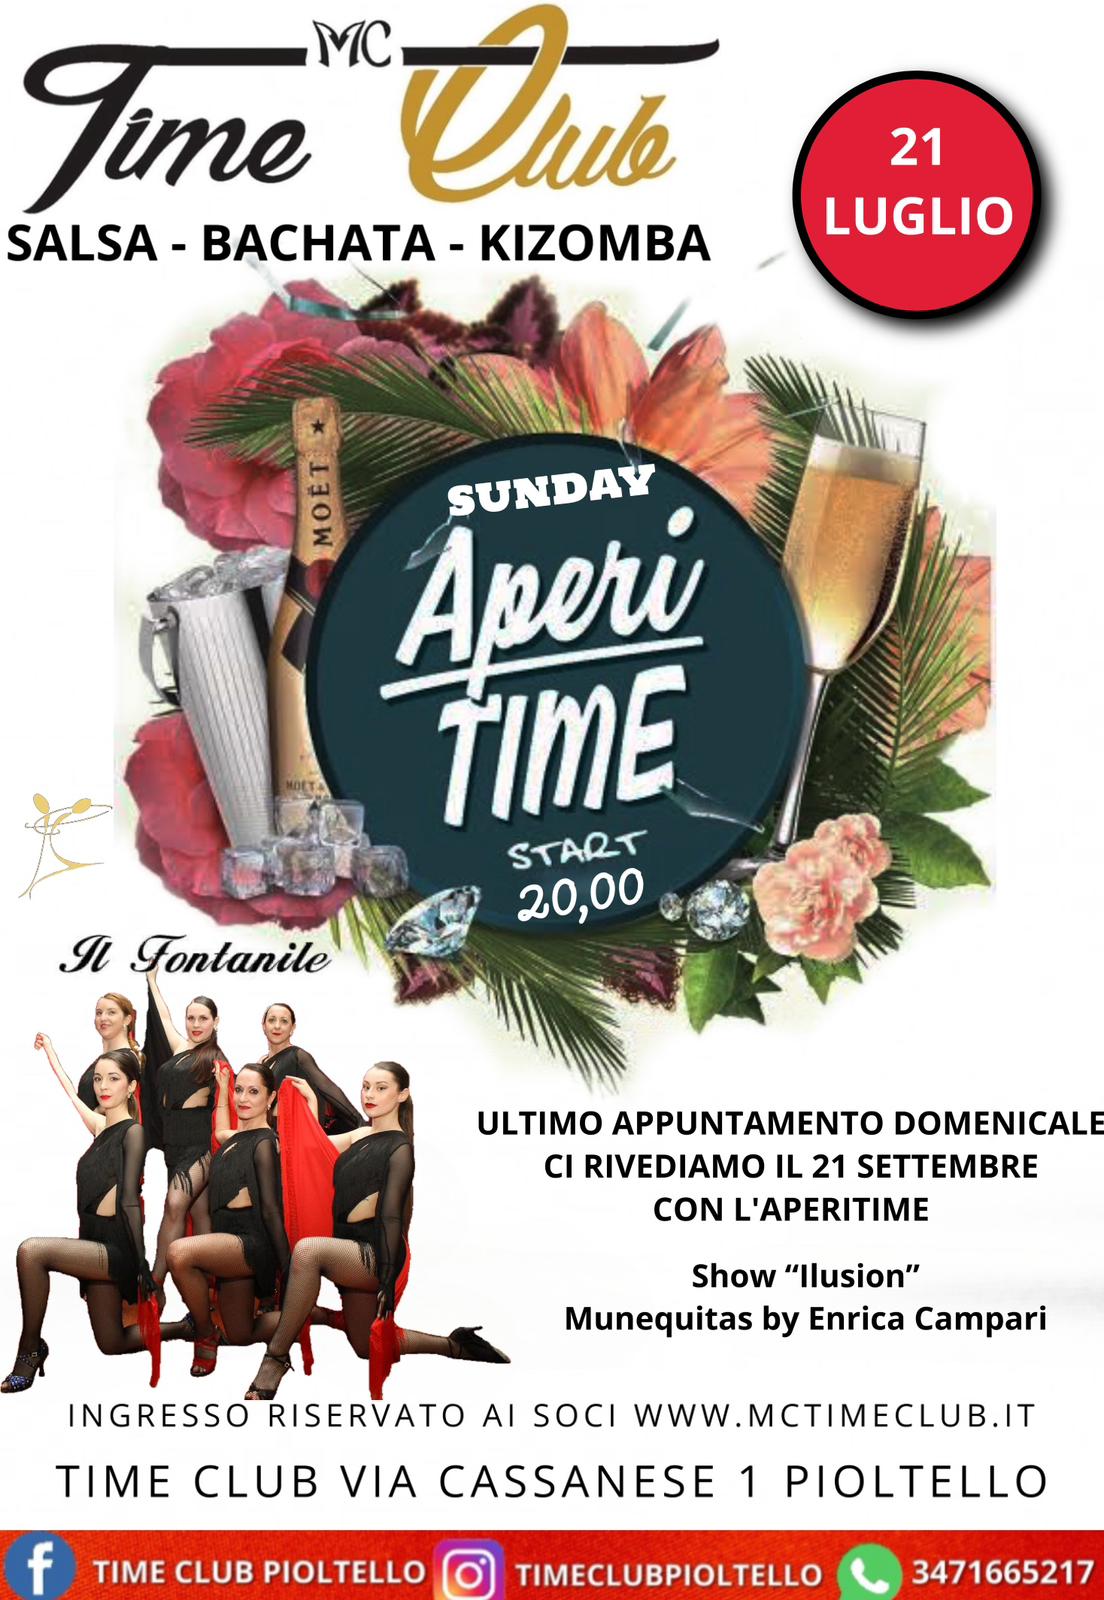 MC
Time Club
SALSA - BACHATA - KIZOMBA
21
LUGLIO
MOËT
SUNDAY
Aperi
TIME
START
20,00
Il Fontanile
ULTIMO APPUNTAMENTO DOMENICALE
CI RIVEDIAMO IL 21 SETTEMBRE
CON L'APERITIME
Show “Ilusion”
Munequitas by Enrica Campari
INGRESSO RISERVATO AI SOCI WWW.MCTIMECLUB.IT
TIME CLUB VIA CASSANESE 1 PIOLTELLO
TIME CLUB PIOLTELLO TIMECLUBPIOLTELLO 3471665217